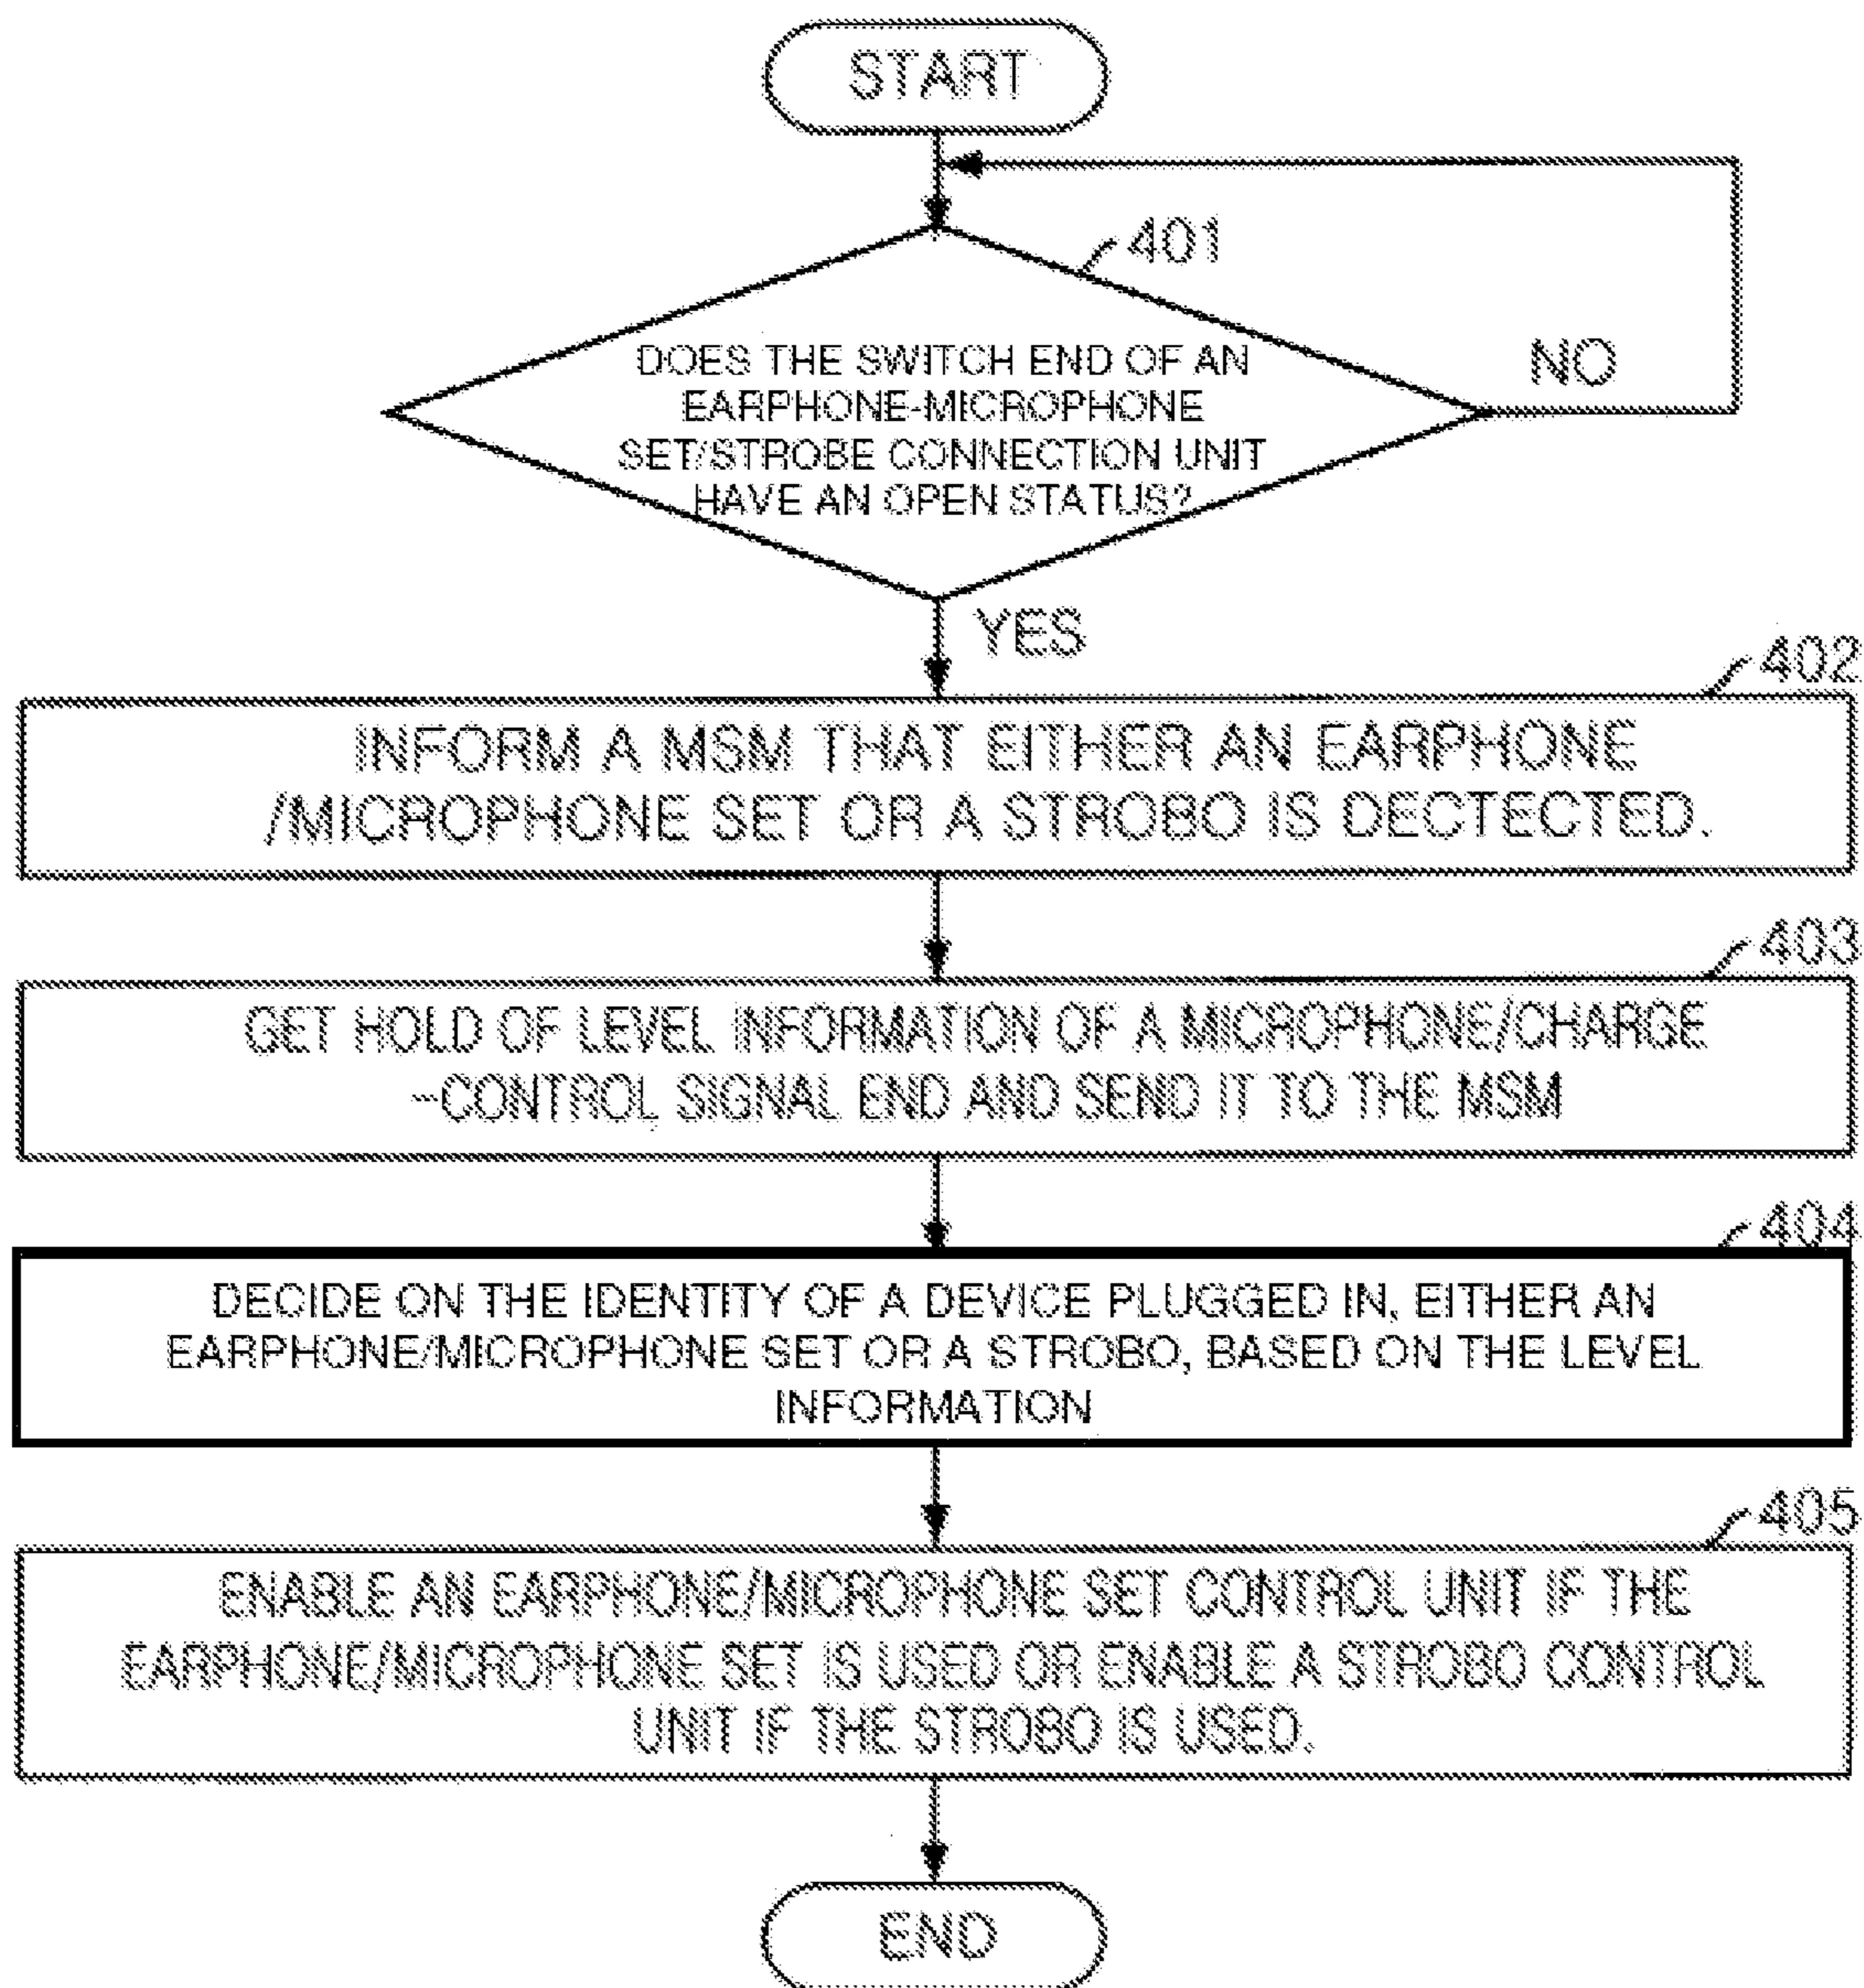 START
401
DOES THE SWITCH END OF AN
EARPHONE-MICROPHONE
SET/STROBE CONNECTION UNIT
HAVE AN OPEN STATUS?
NO
YES
402
INFORM A MSM THAT EITHER AN EARPHONE
/MICROPHONE SET OR A STROBO IS DECTECTED.
403
GET HOLD OF LEVEL INFORMATION OF A MICROPHONE/CHARGE
-CONTROL SIGNAL END AND SEND IT TO THE MSM
404
DECIDE ON THE IDENTITY OF A DEVICE PLUGGED IN, EITHER AN
EARPHONE/MICROPHONE SET OR A STROBO, BASED ON THE LEVEL
INFORMATION
405
ENABLE AN EARPHONE/MICROPHONE SET CONTROL UNIT IF THE
EARPHONE/MICROPHONE SET IS USED OR ENABLE A STROBO CONTROL
UNIT IF THE STROBO IS USED.
END